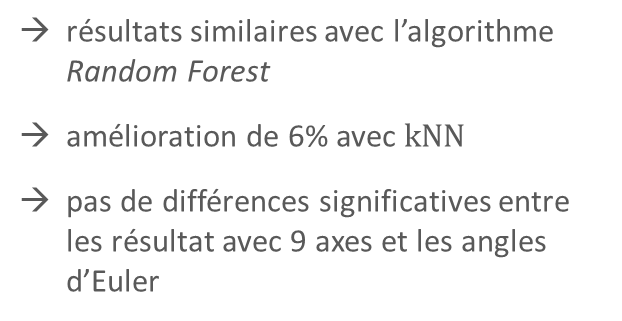 → résultats similaires avec l’algorithme
Random Forest
→ amélioration de 6% avec kNN
→ pas de différences significatives entre
les résultat avec 9 axes et les angles
d’Euler